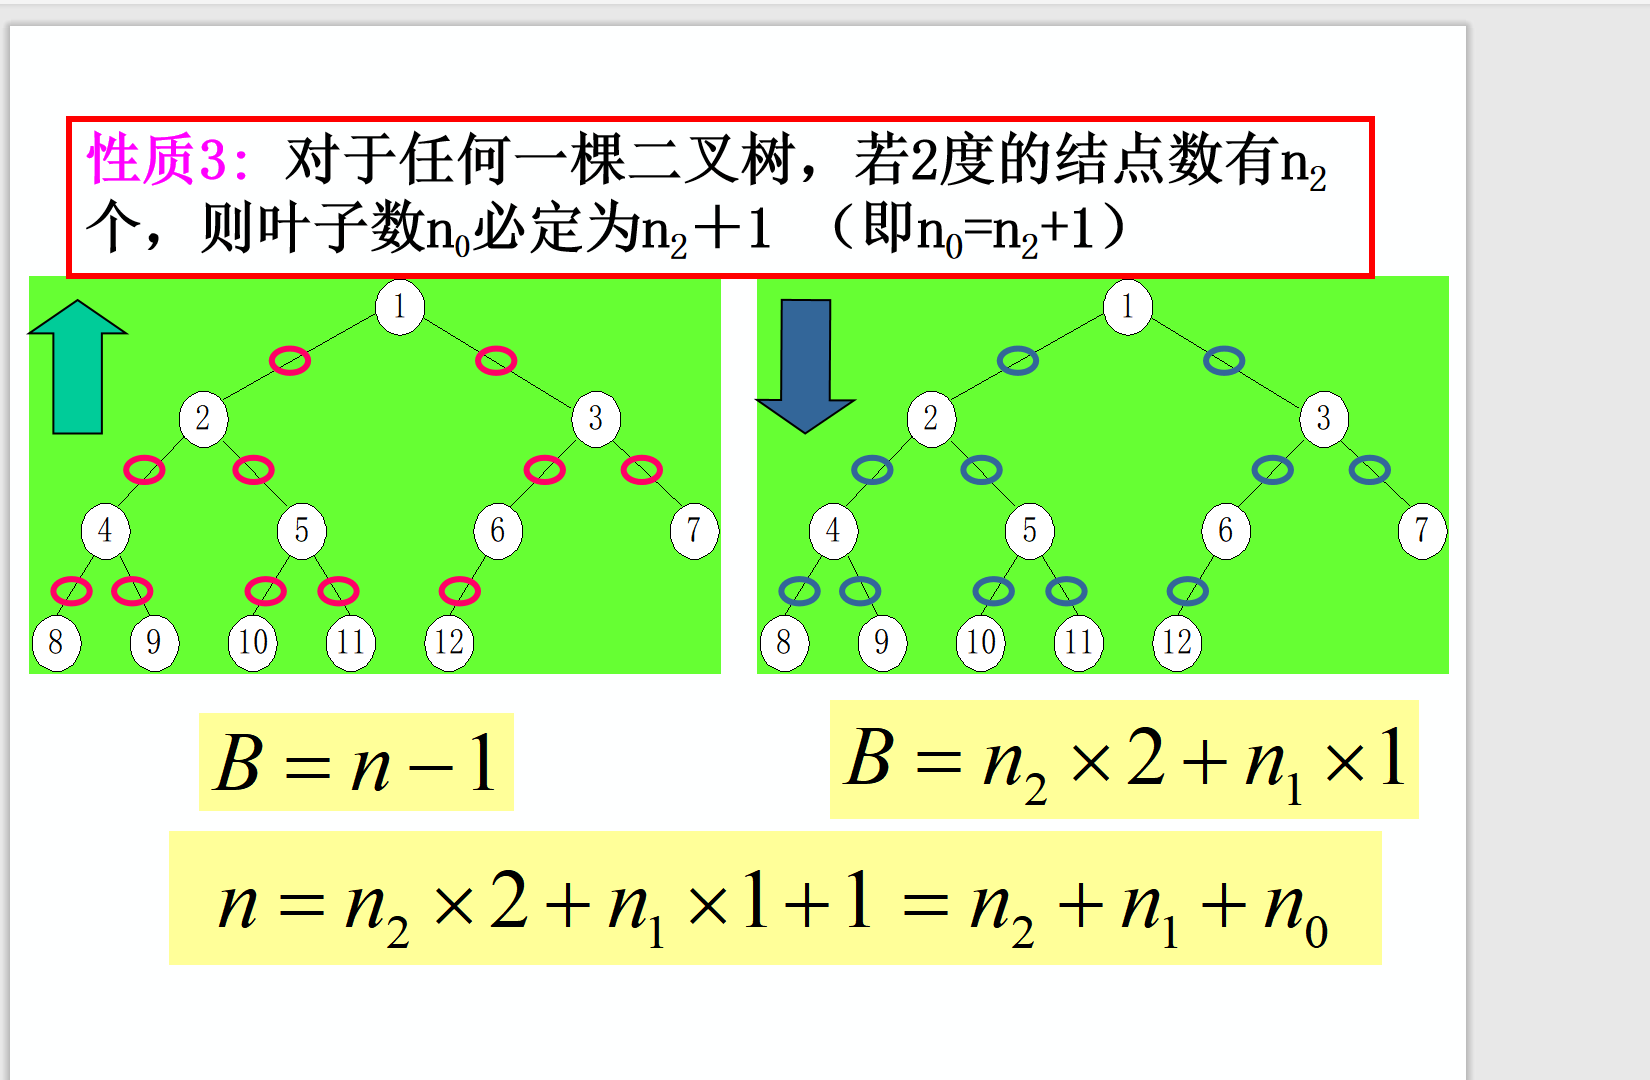 性质3：对于任何一棵二叉树，若2度的结点数有n₂
个，则叶子数n₀必定为n₂＋1 （即n₀=n₂+1）
1
2 3
4 5 6 7
8 9 10 11 12
1
2 3
4 5 6 7
8 9 10 11 12
B = n − 1
B = n₂ × 2 + n₁ × 1
n = n₂ × 2 + n₁ × 1 + 1 = n₂ + n₁ + n₀